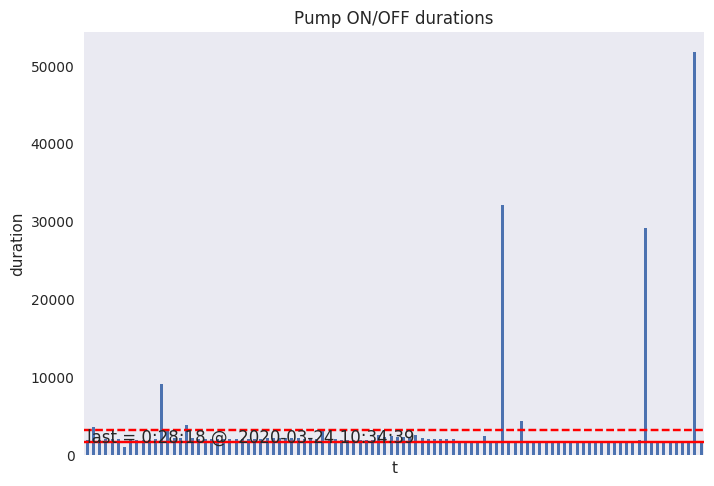 Pump ON/OFF durations
50000
40000
30000
20000
10000
0
duration
last = 0:28:18 @ 2020-03-24 10:34:39
t